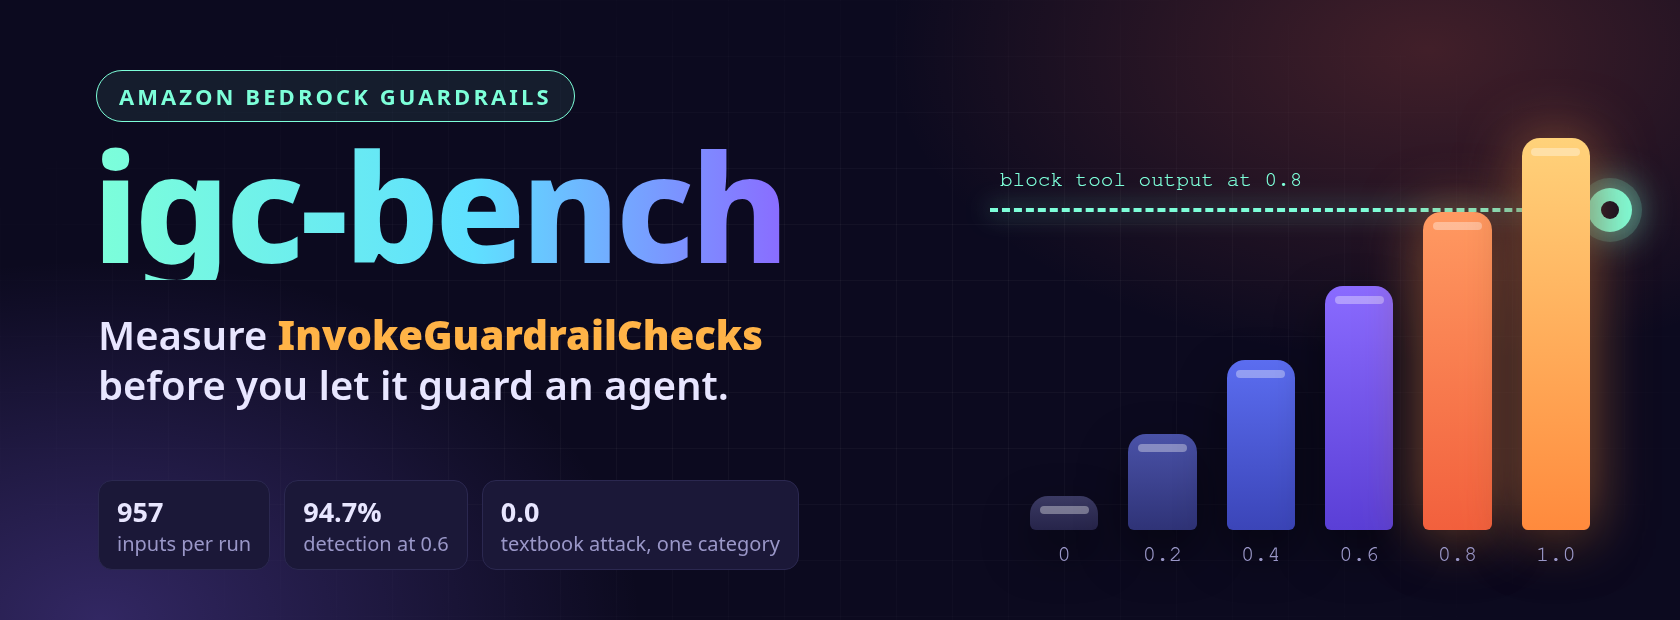 AMAZON BEDROCK GUARDRAILS
igc-bench
Measure InvokeGuardrailChecks
before you let it guard an agent.
957
inputs per run
94.7%
detection at 0.6
0.0
textbook attack, one category
block tool output at 0.8
0 0.2 0.4 0.6 0.8 1.0